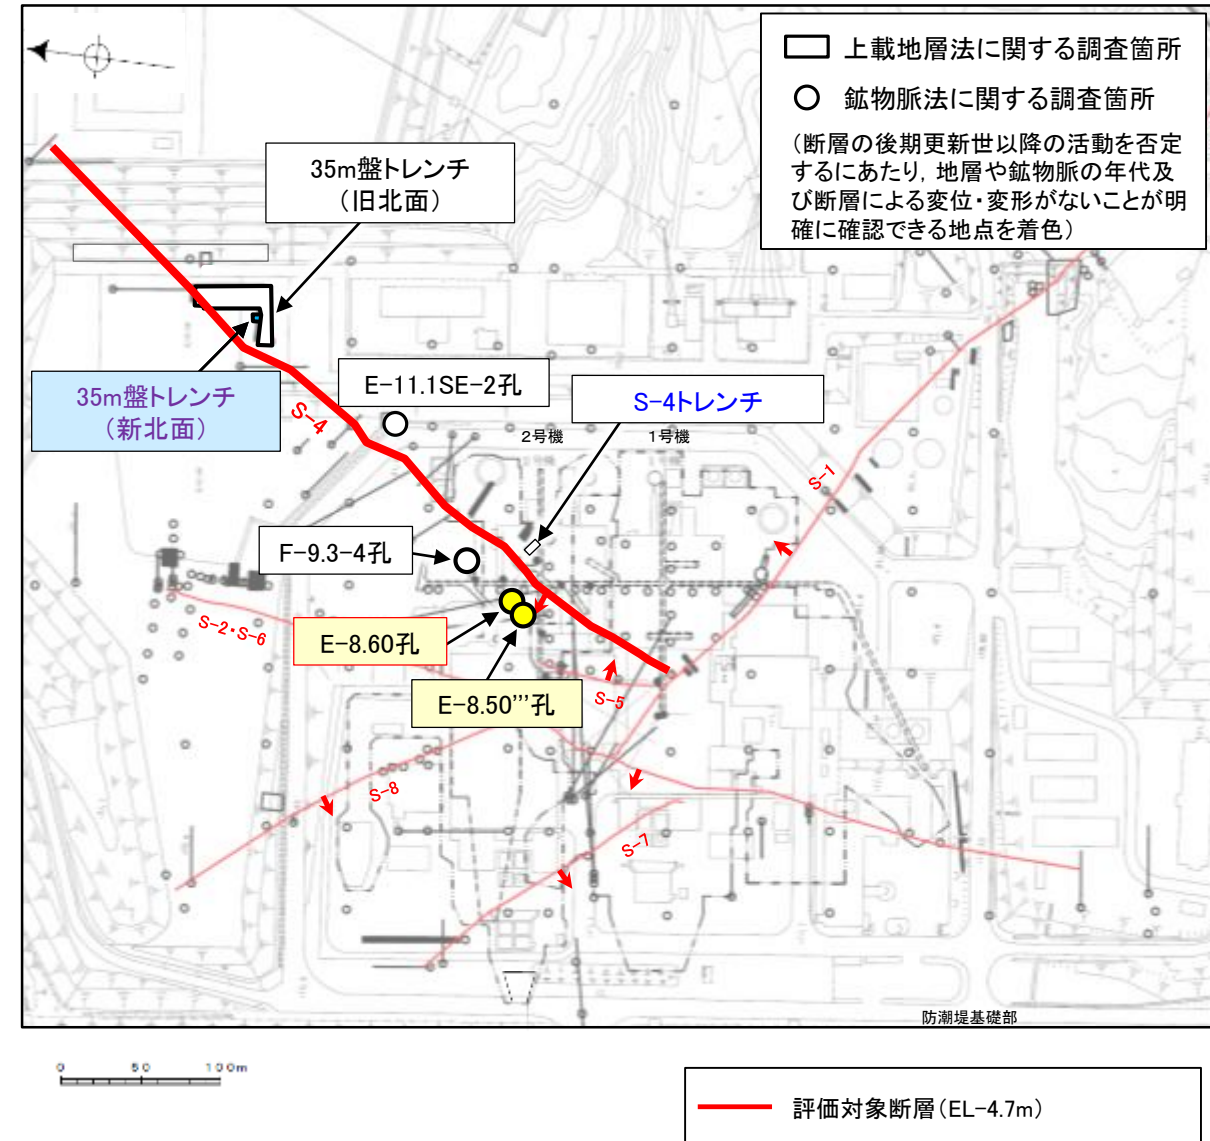 上載地層法に関する調査箇所
鉱物脈法に関する調査箇所
(断層の後期更新世以降の活動を否定
するにあたり，地層や鉱物脈の年代及
び断層による変位・変形がないことが明
確に確認できる地点を着色)
35m盤トレンチ
（旧北面）
35m盤トレンチ
（新北面）
S-4
E-11.1SE-2孔
S-4トレンチ
2号機
1号機
S-1
F-9.3-4孔
S-2・S-6
E-8.60孔
E-8.50'''孔
S-5
S-8
S-7
防潮堤基礎部
0 50 100m
評価対象断層(EL-4.7m)